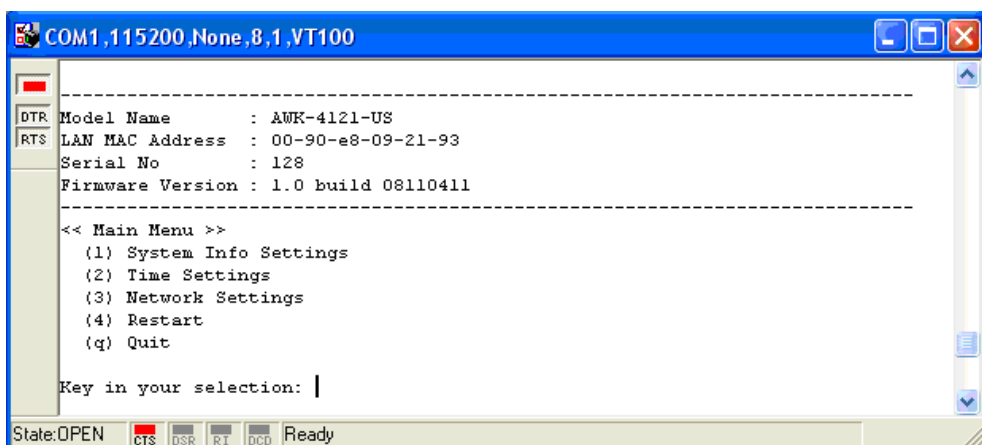 COM1,115200,None,8,1,VT100
DTR
RTS
--------------------------------------------------------------------------------
Model Name : AWK-4121-US
LAN MAC Address : 00-90-e8-09-21-93
Serial No : 128
Firmware Version : 1.0 build 08110411
--------------------------------------------------------------------------------
<< Main Menu >>
(1) System Info Settings
(2) Time Settings
(3) Network Settings
(4) Restart
(q) Quit
Key in your selection:
State:OPEN CTS DSR RI DCD Ready